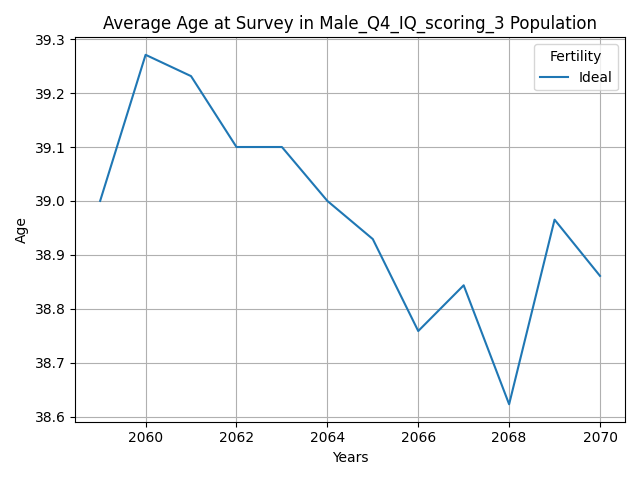 Average Age at Survey in Male_Q4_IQ_scoring_3 Population
39.3
39.2
39.1
39.0
38.9
38.8
38.7
38.6
Age
Fertility
Ideal
2060 2062 2064 2066 2068 2070
Years